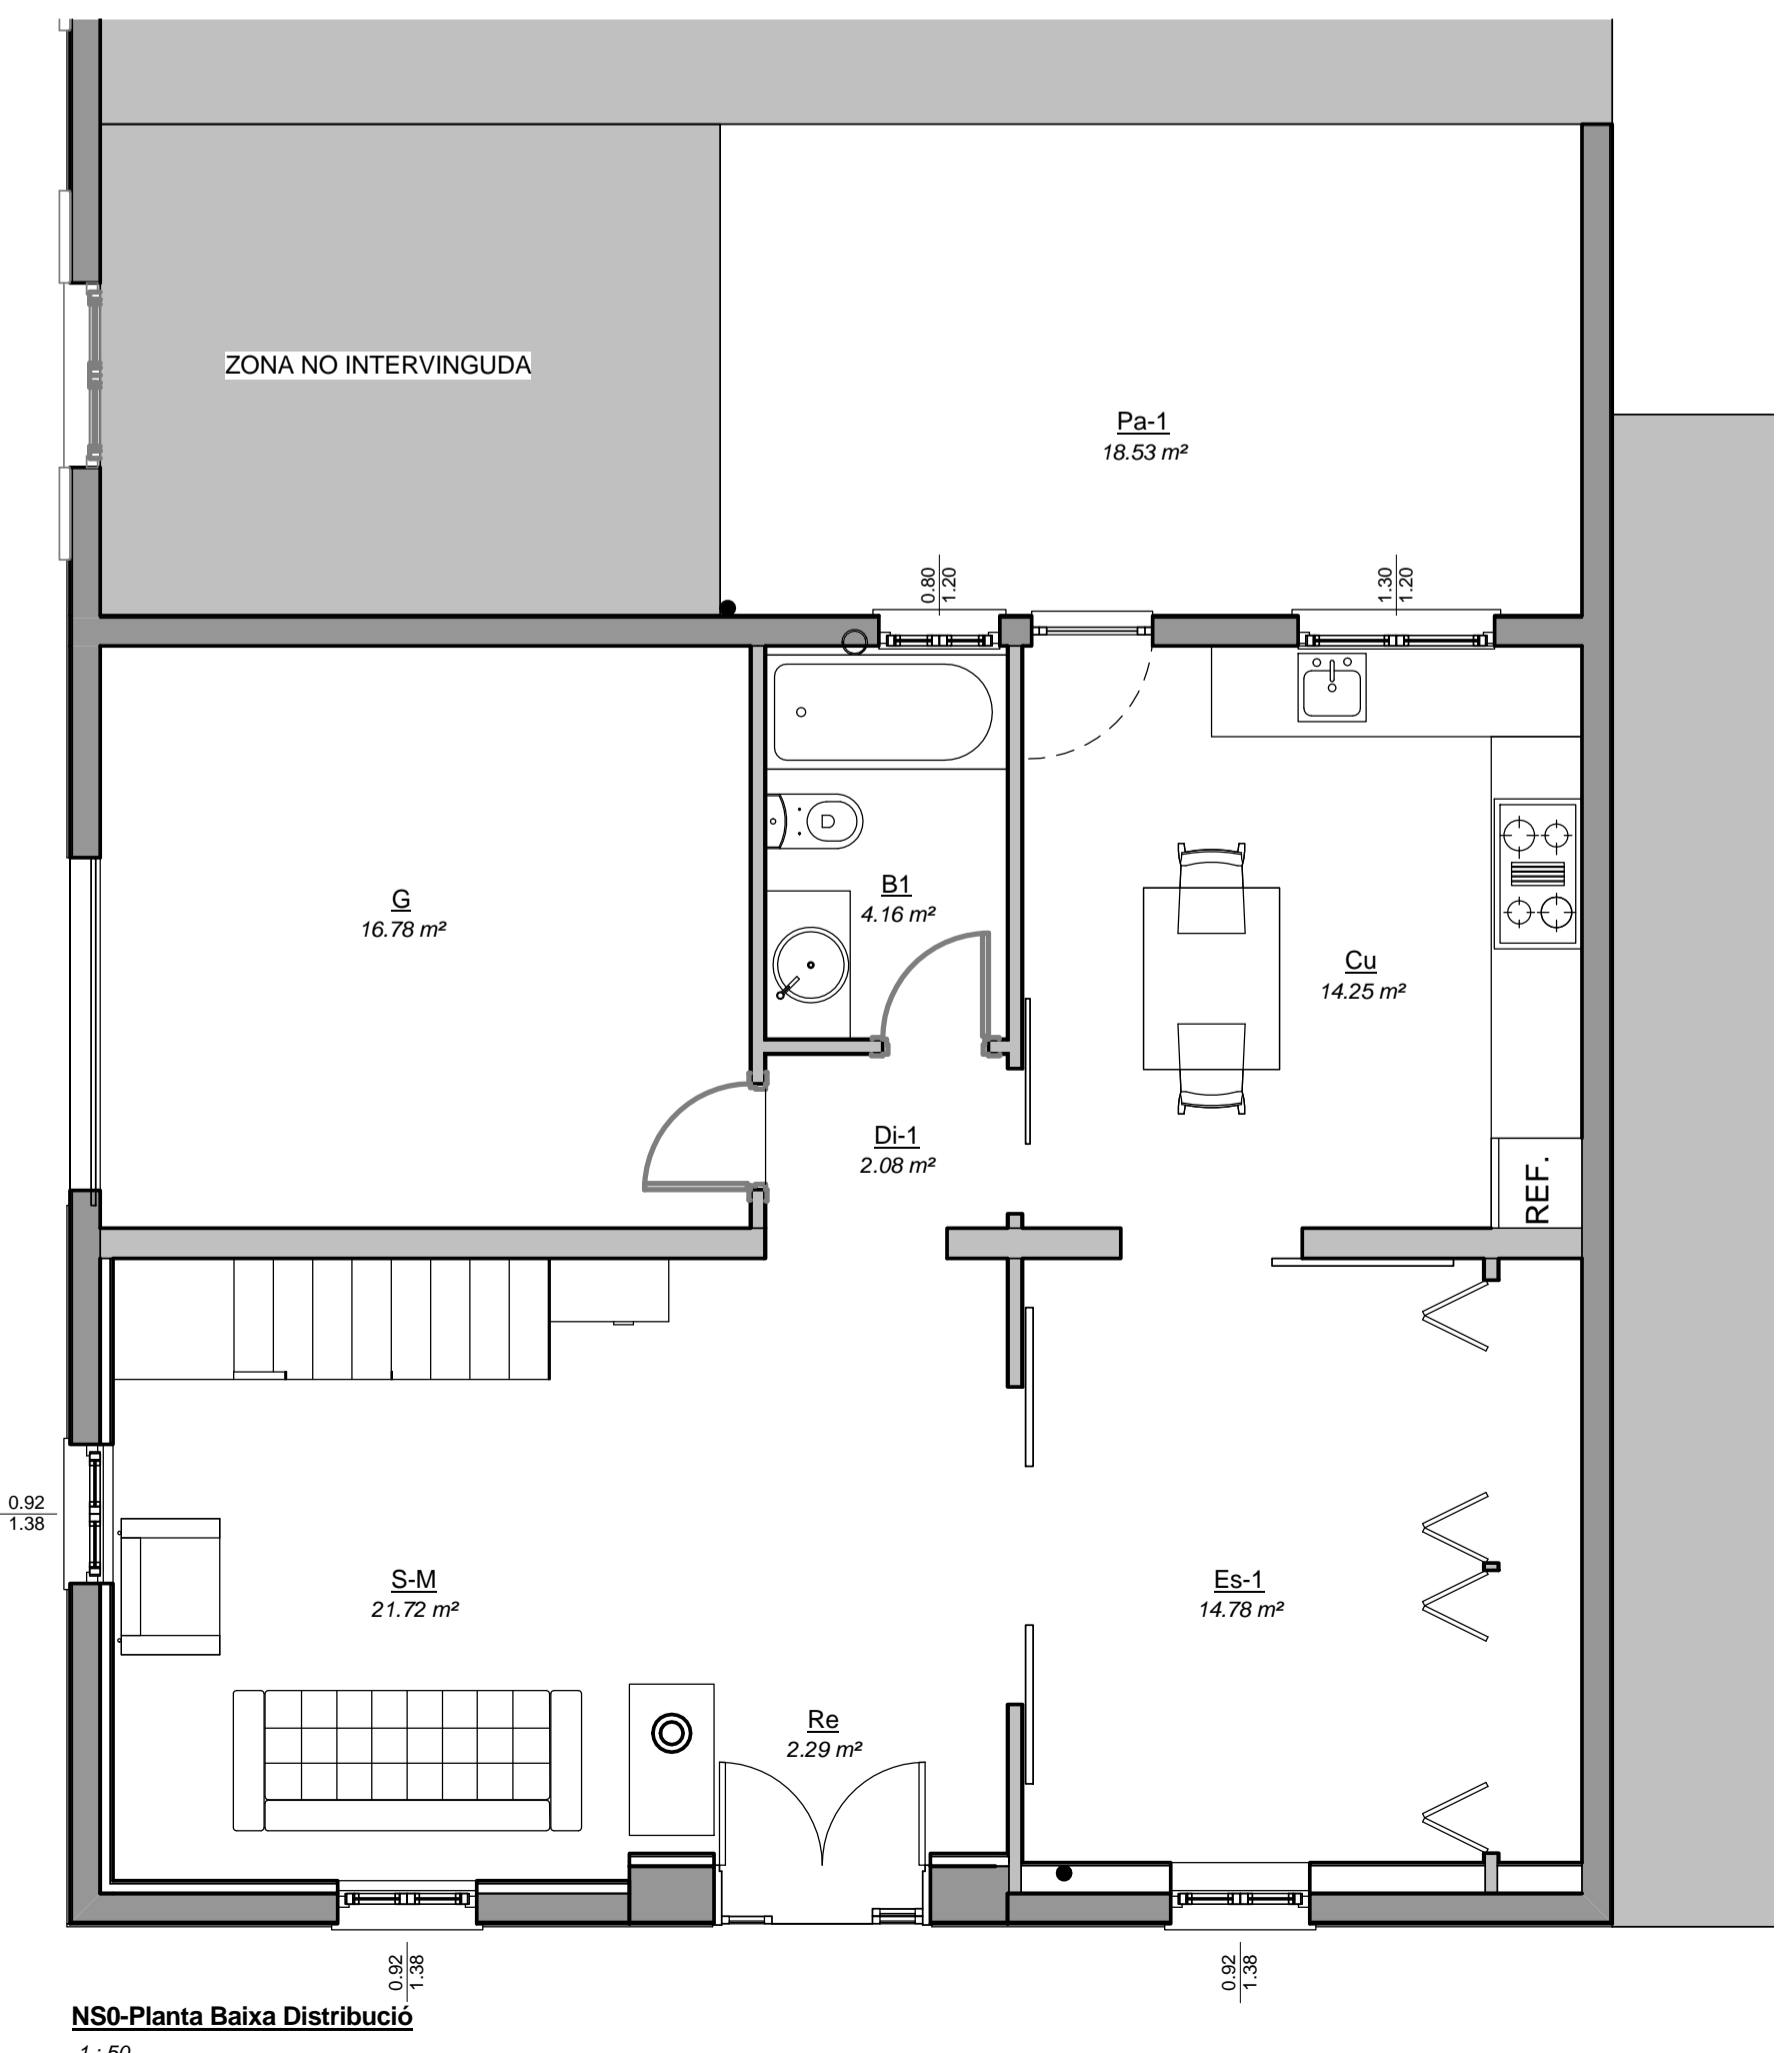 ZONA NO INTERVINGUDA
Pa-1
18.53 m²
0.80
1.20
1.30
1.20
G
16.78 m²
B1
4.16 m²
Cu
14.25 m²
Di-1
2.08 m²
REF.
0.92
1.38
S-M
21.72 m²
Es-1
14.78 m²
Re
2.29 m²
0.92
1.38
0.92
1.38
NS0-Planta Baixa Distribució
1 : 50